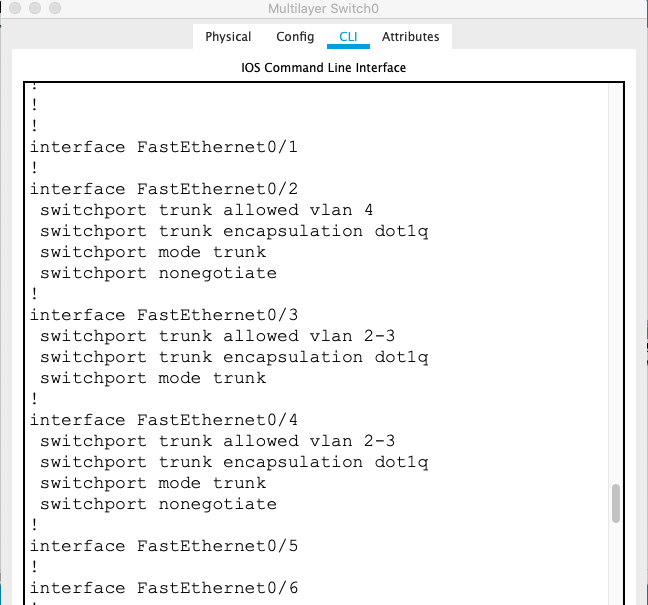 Multilayer Switch0
Physical Config CLI Attributes
IOS Command Line Interface
!
!
!
interface FastEthernet0/1
!
interface FastEthernet0/2
switchport trunk allowed vlan 4
switchport trunk encapsulation dot1q
switchport mode trunk
switchport nonegotiate
!
interface FastEthernet0/3
switchport trunk allowed vlan 2-3
switchport trunk encapsulation dot1q
switchport mode trunk
!
interface FastEthernet0/4
switchport trunk allowed vlan 2-3
switchport trunk encapsulation dot1q
switchport mode trunk
switchport nonegotiate
!
interface FastEthernet0/5
!
interface FastEthernet0/6
!